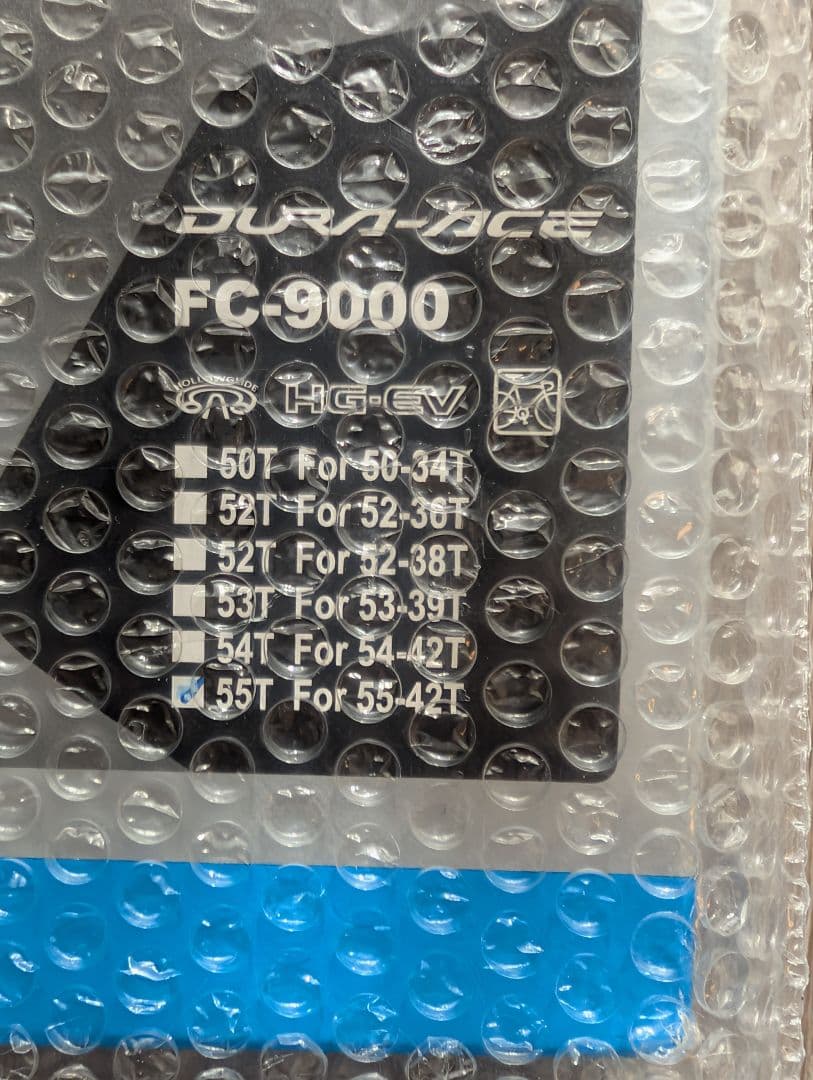 DURA-ACE
FC-9000
HOLLOWGLIDE HG-EV
50T For 50-34T
52T For 52-36T
52T For 52-38T
53T For 53-39T
54T For 54-42T
55T For 55-42T